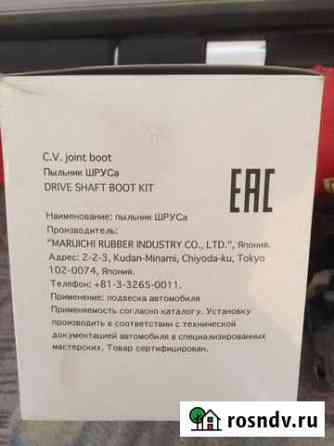 C.V. joint boot
Пыльник ШРУСа
DRIVE SHAFT BOOT KIT
EAC
Наименование: пыльник ШРУСа
Производитель:
"MARUICHI RUBBER INDUSTRY CO., LTD.", Япония.
Адрес: 2-2-3, Kudan-Minami, Chiyoda-ku, Tokyo
102-0074, Япония.
Телефон: +81-3-3265-0011.
Применение: подвеска автомобиля
Применяемость согласно каталогу. Установку
производить в соответствии с технической
документацией автомобиля в специализированных
мастерских. Товар сертифицирован.
rosndv.ru